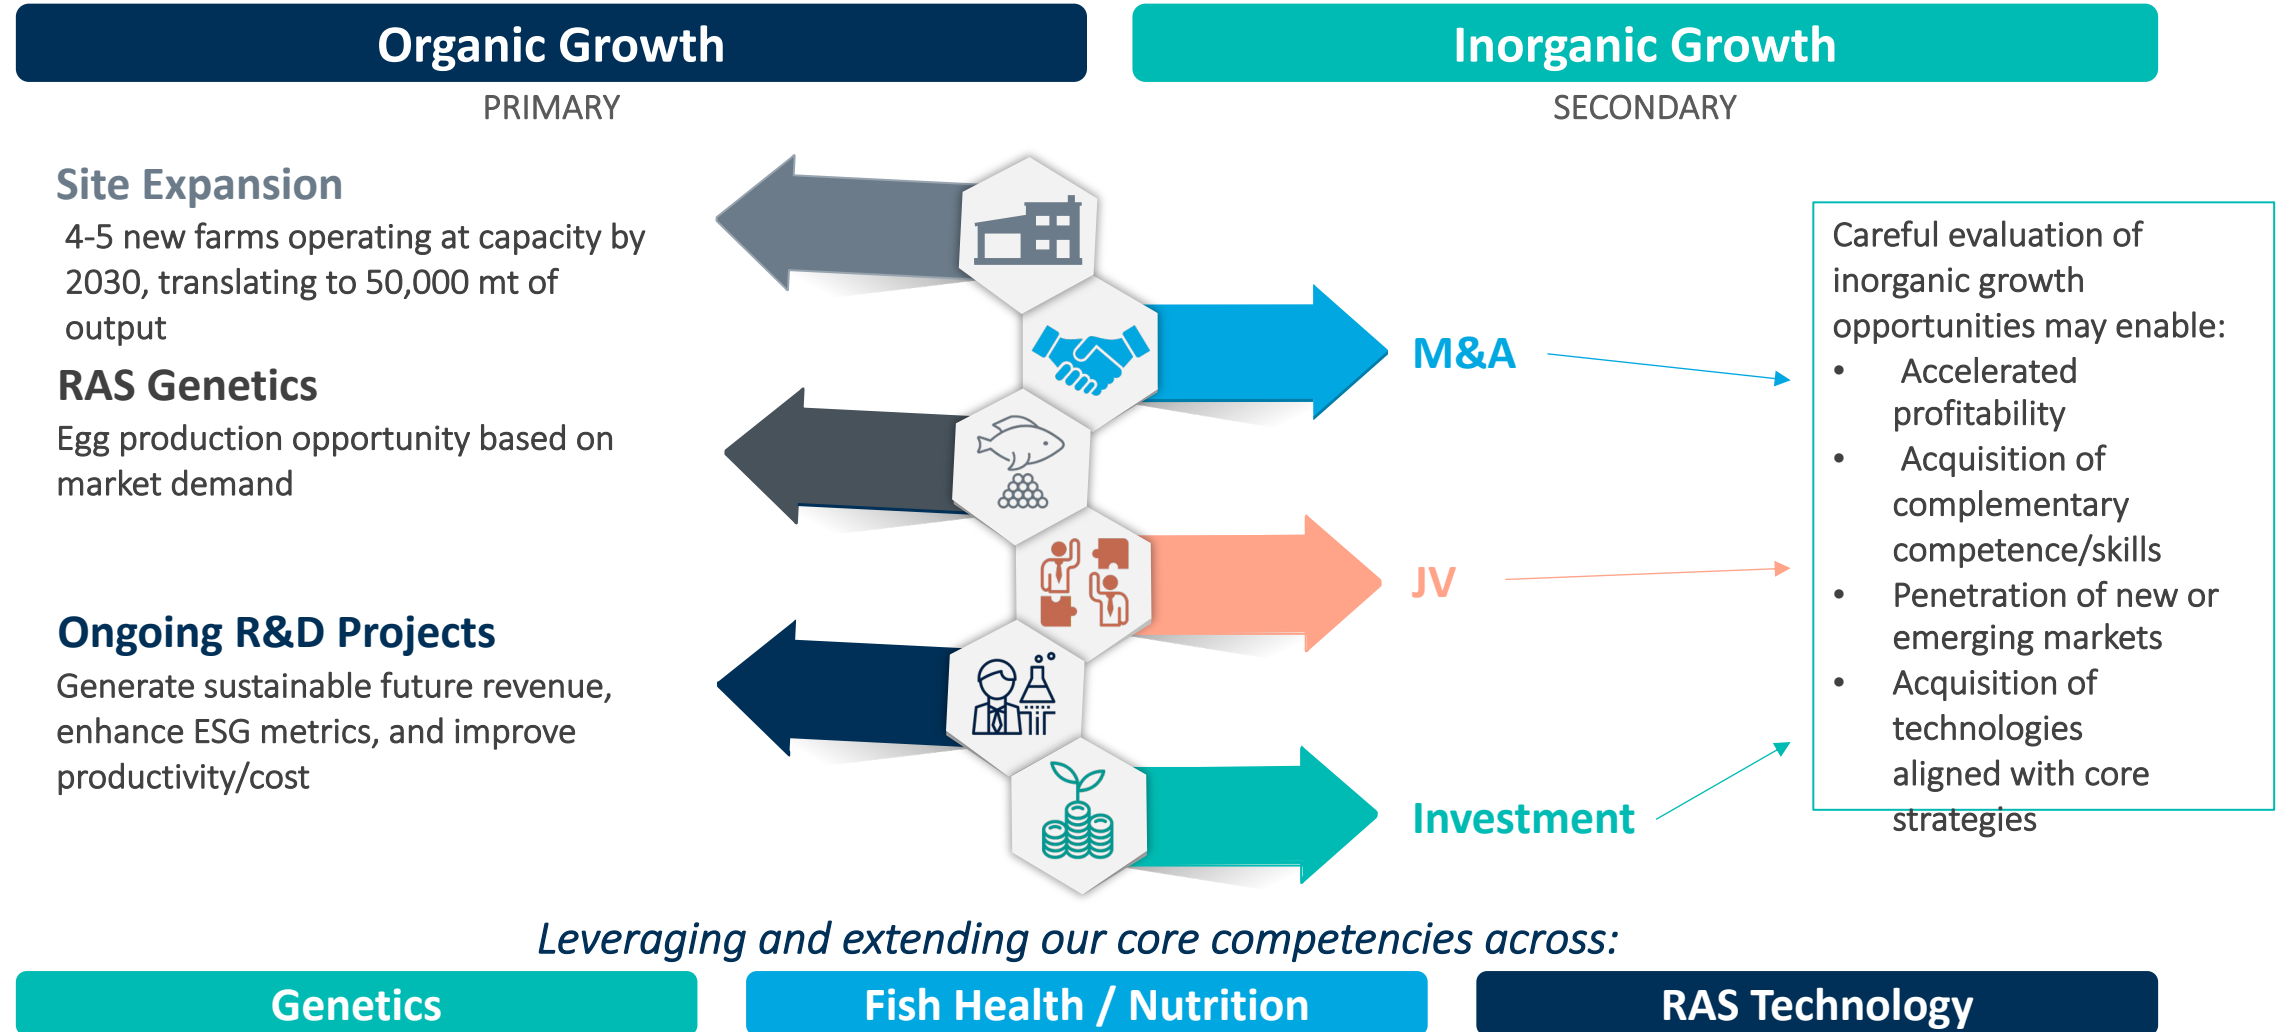 Organic Growth
PRIMARY
Site Expansion
4-5 new farms operating at capacity by
2030, translating to 50,000 mt of
output
RAS Genetics
Egg production opportunity based on
market demand
Ongoing R&D Projects
Generate sustainable future revenue,
enhance ESG metrics, and improve
productivity/cost
Inorganic Growth
SECONDARY
M&A
JV
Investment
Careful evaluation of
inorganic growth
opportunities may enable:
• Accelerated
profitability
• Acquisition of
complementary
competence/skills
• Penetration of new or
emerging markets
• Acquisition of
technologies
aligned with core
strategies
Leveraging and extending our core competencies across:
Genetics
Fish Health / Nutrition
RAS Technology